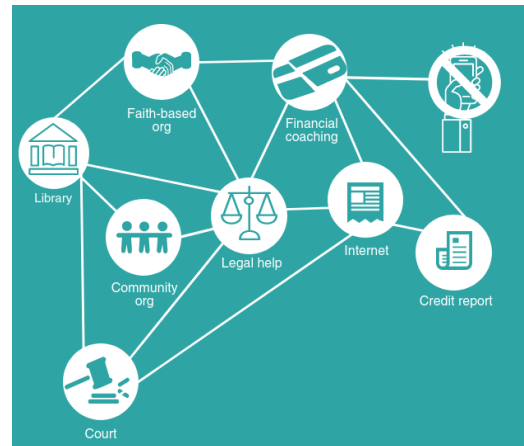 Faith-based
org
Financial
coaching
Library
Community
org
Legal help
Internet
Credit report
Court